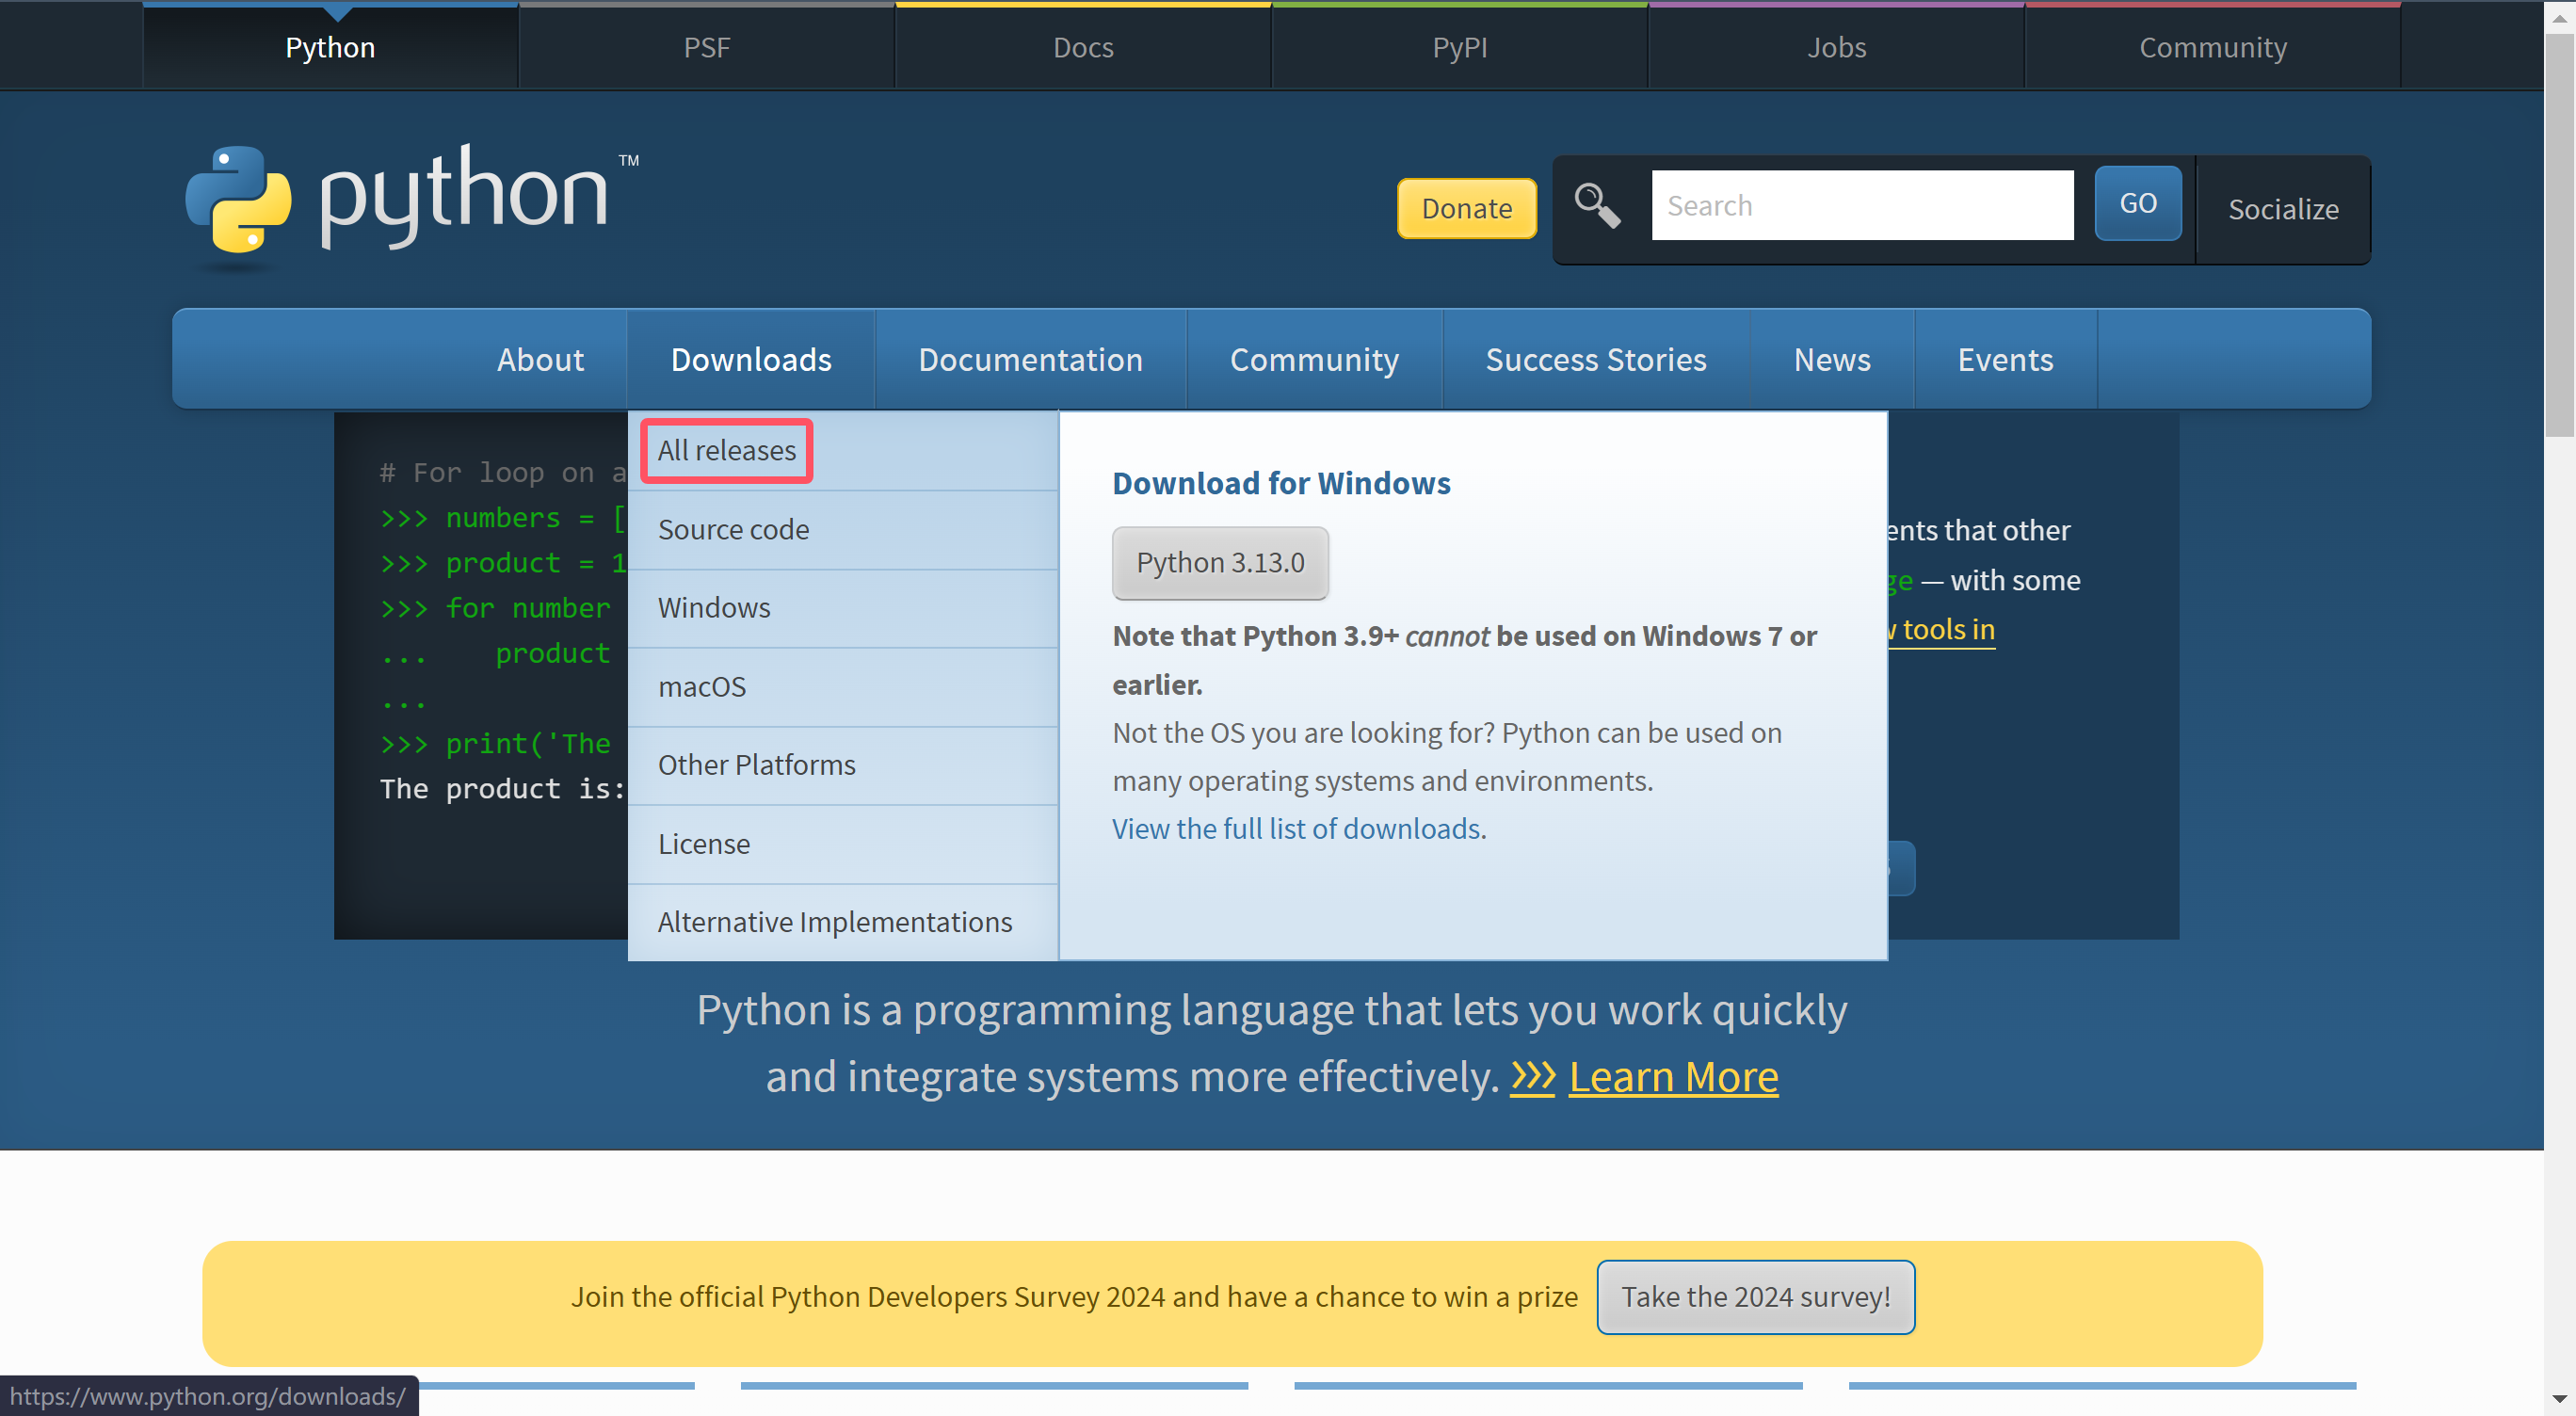 Python
PSF
Docs
PyPI
Jobs
Community
python™
Donate
Search
GO
Socialize
About
Downloads
Documentation
Community
Success Stories
News
Events
# For loop on a
>>> numbers = [
>>> product = 1
>>> for number
...    product
...
>>> print('The
The product is:
All releases
Source code
Windows
macOS
Other Platforms
License
Alternative Implementations
Download for Windows
Python 3.13.0
Note that Python 3.9+ cannot be used on Windows 7 or
earlier.
Not the OS you are looking for? Python can be used on
many operating systems and environments.
View the full list of downloads.
ents that other
ge — with some
tools in
Python is a programming language that lets you work quickly
and integrate systems more effectively. >>> Learn More
Join the official Python Developers Survey 2024 and have a chance to win a prize
Take the 2024 survey!
https://www.python.org/downloads/